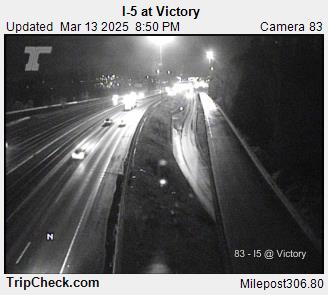 I-5 at Victory
Updated  Mar 13 2025  8:50 PM
Camera 83
T
N
83 - I5 @ Victory
TripCheck.com
Milepost306.80